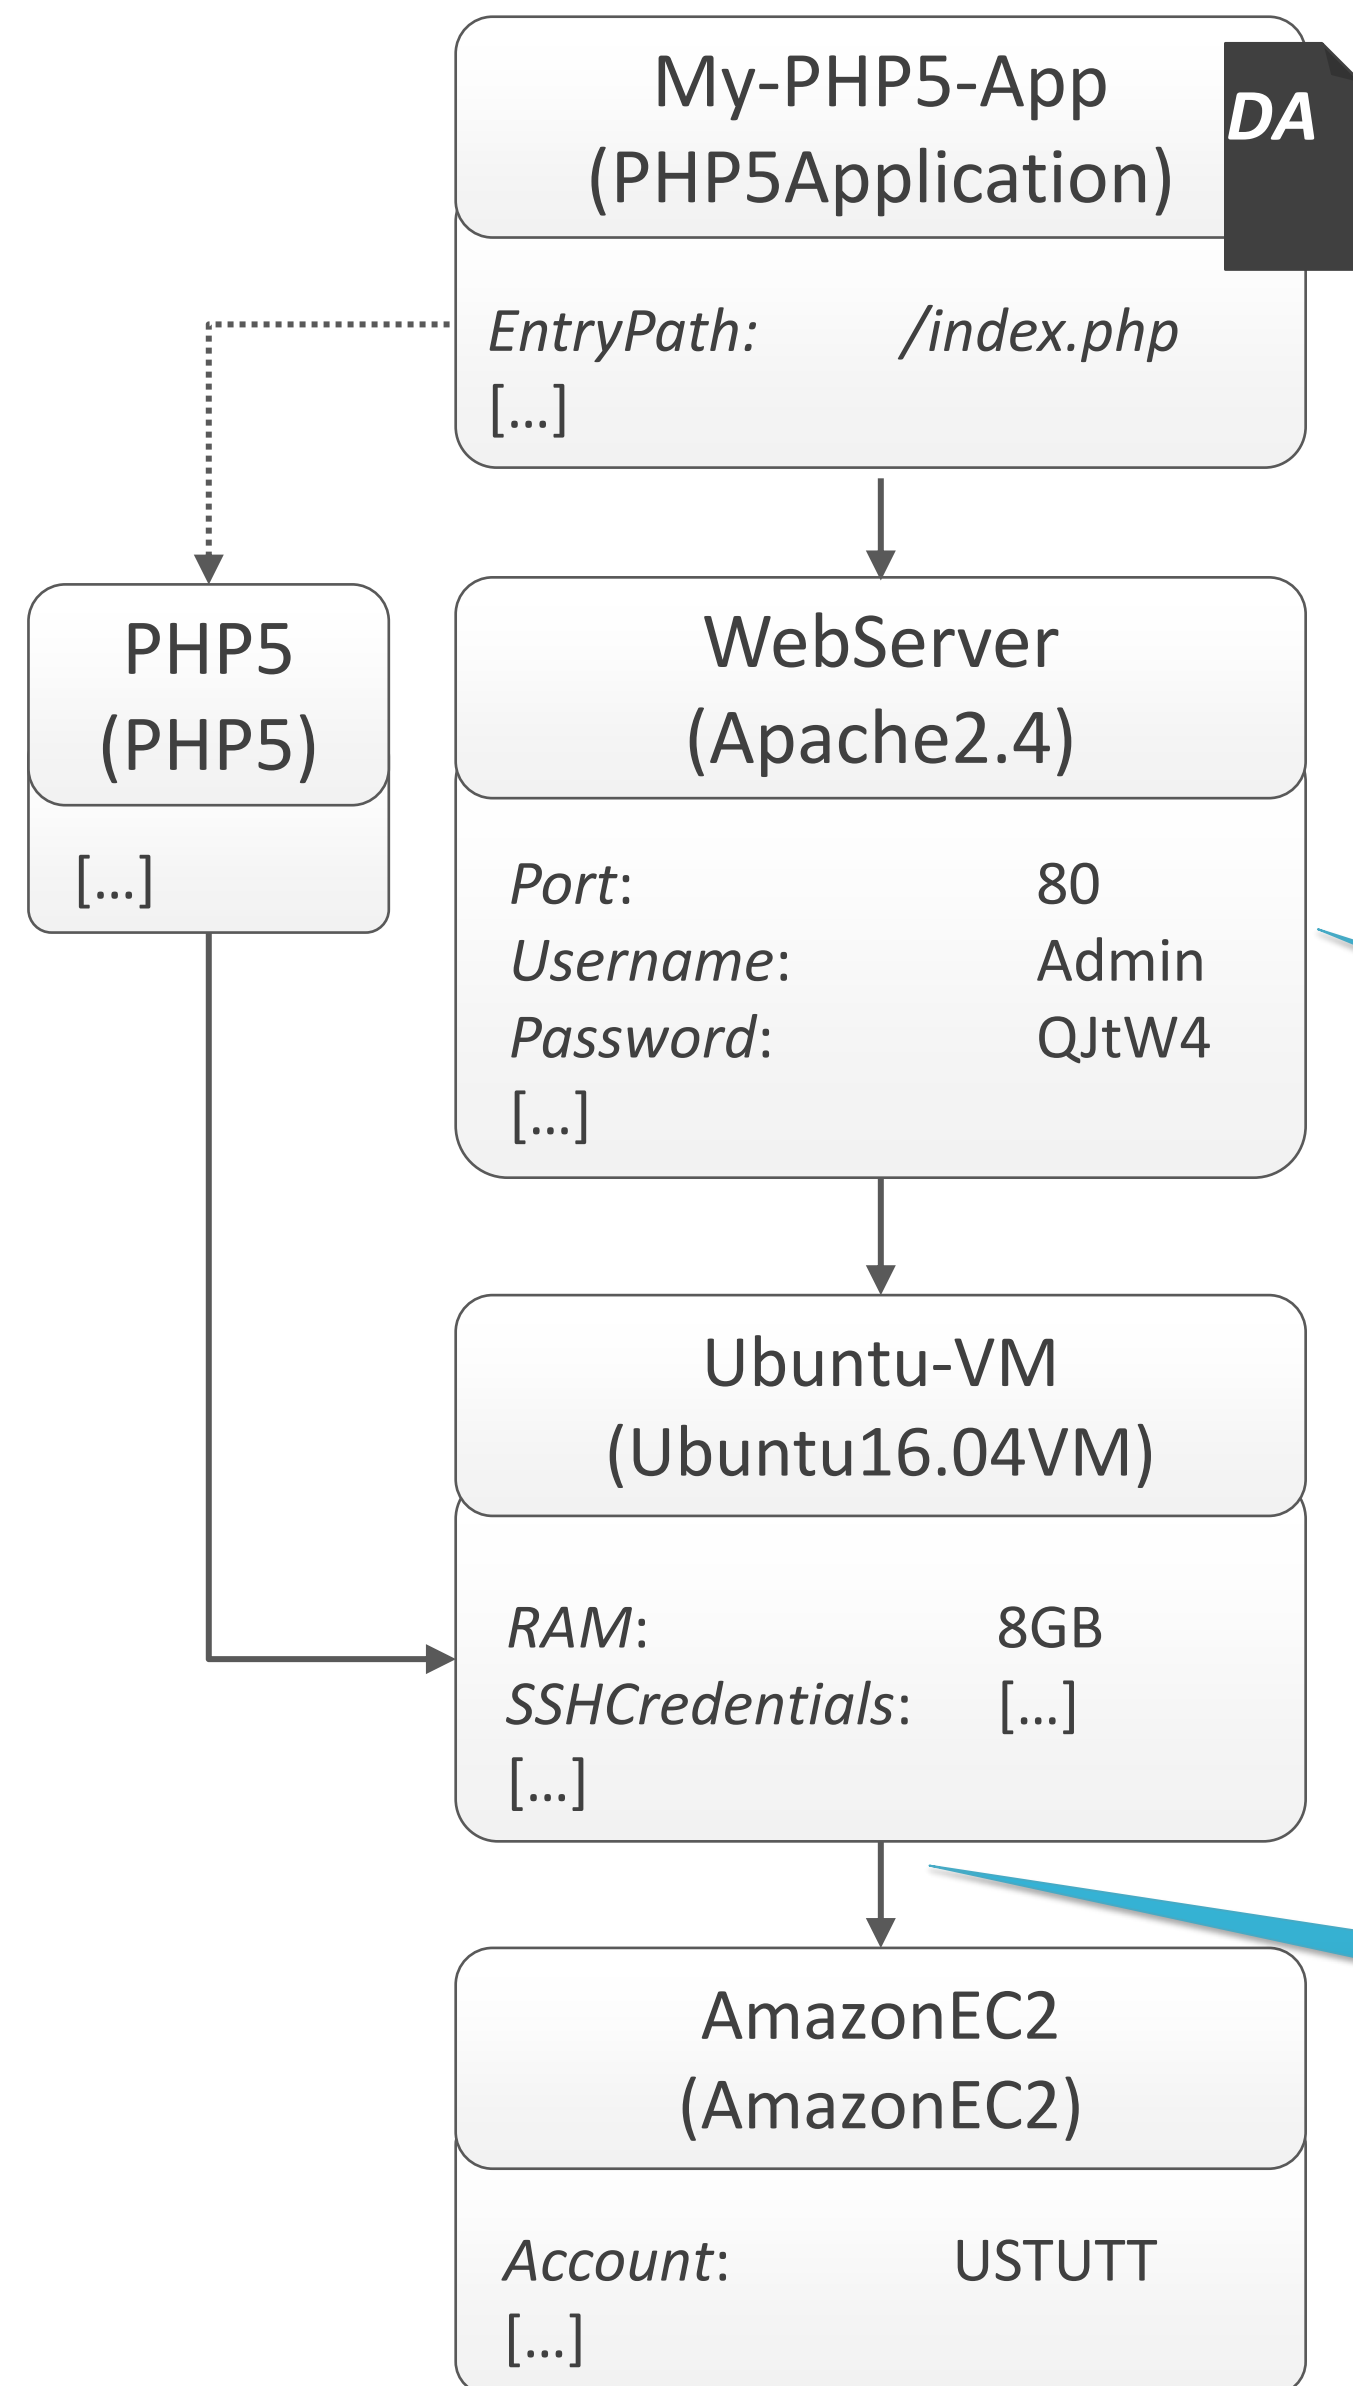 My-PHP5-App
(PHP5Application)
DA
EntryPath: /index.php
[...]
PHP5
(PHP5)
[...]
WebServer
(Apache2.4)
Port: 80
Username: Admin
Password: QJtW4
[...]
Ubuntu-VM
(Ubuntu16.04VM)
RAM: 8GB
SSHCredentials: [...]
[...]
AmazonEC2
(AmazonEC2)
Account: USTUTT
[...]